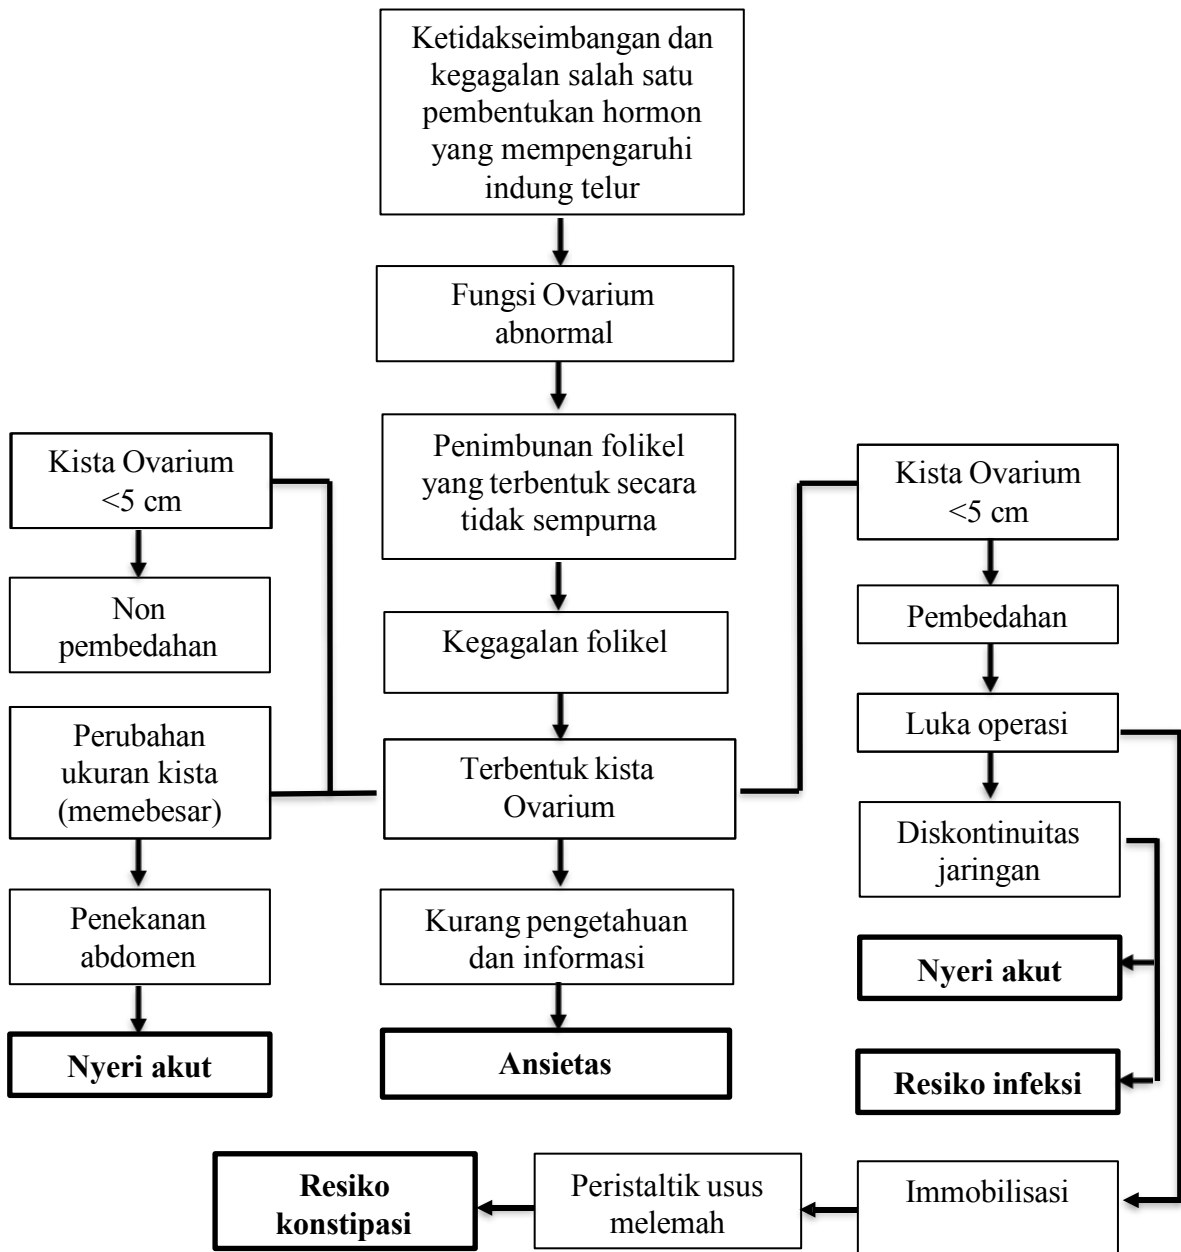 Ketidakseimbangan dan
kegagalan salah satu
pembentukan hormon
yang mempengaruhi
indung telur
Fungsi Ovarium
abnormal
Penimbunan folikel
yang terbentuk secara
tidak sempurna
Kegagalan folikel
Terbentuk kista
Ovarium
Kurang pengetahuan
dan informasi
Ansietas
Kista Ovarium
<5 cm
Non
pembedahan
Perubahan
ukuran kista
(memebesar)
Penekanan
abdomen
Nyeri akut
Kista Ovarium
<5 cm
Pembedahan
Luka operasi
Diskontinuitas
jaringan
Nyeri akut
Resiko infeksi
Immobilisasi
Peristaltik usus
melemah
Resiko
konstipasi